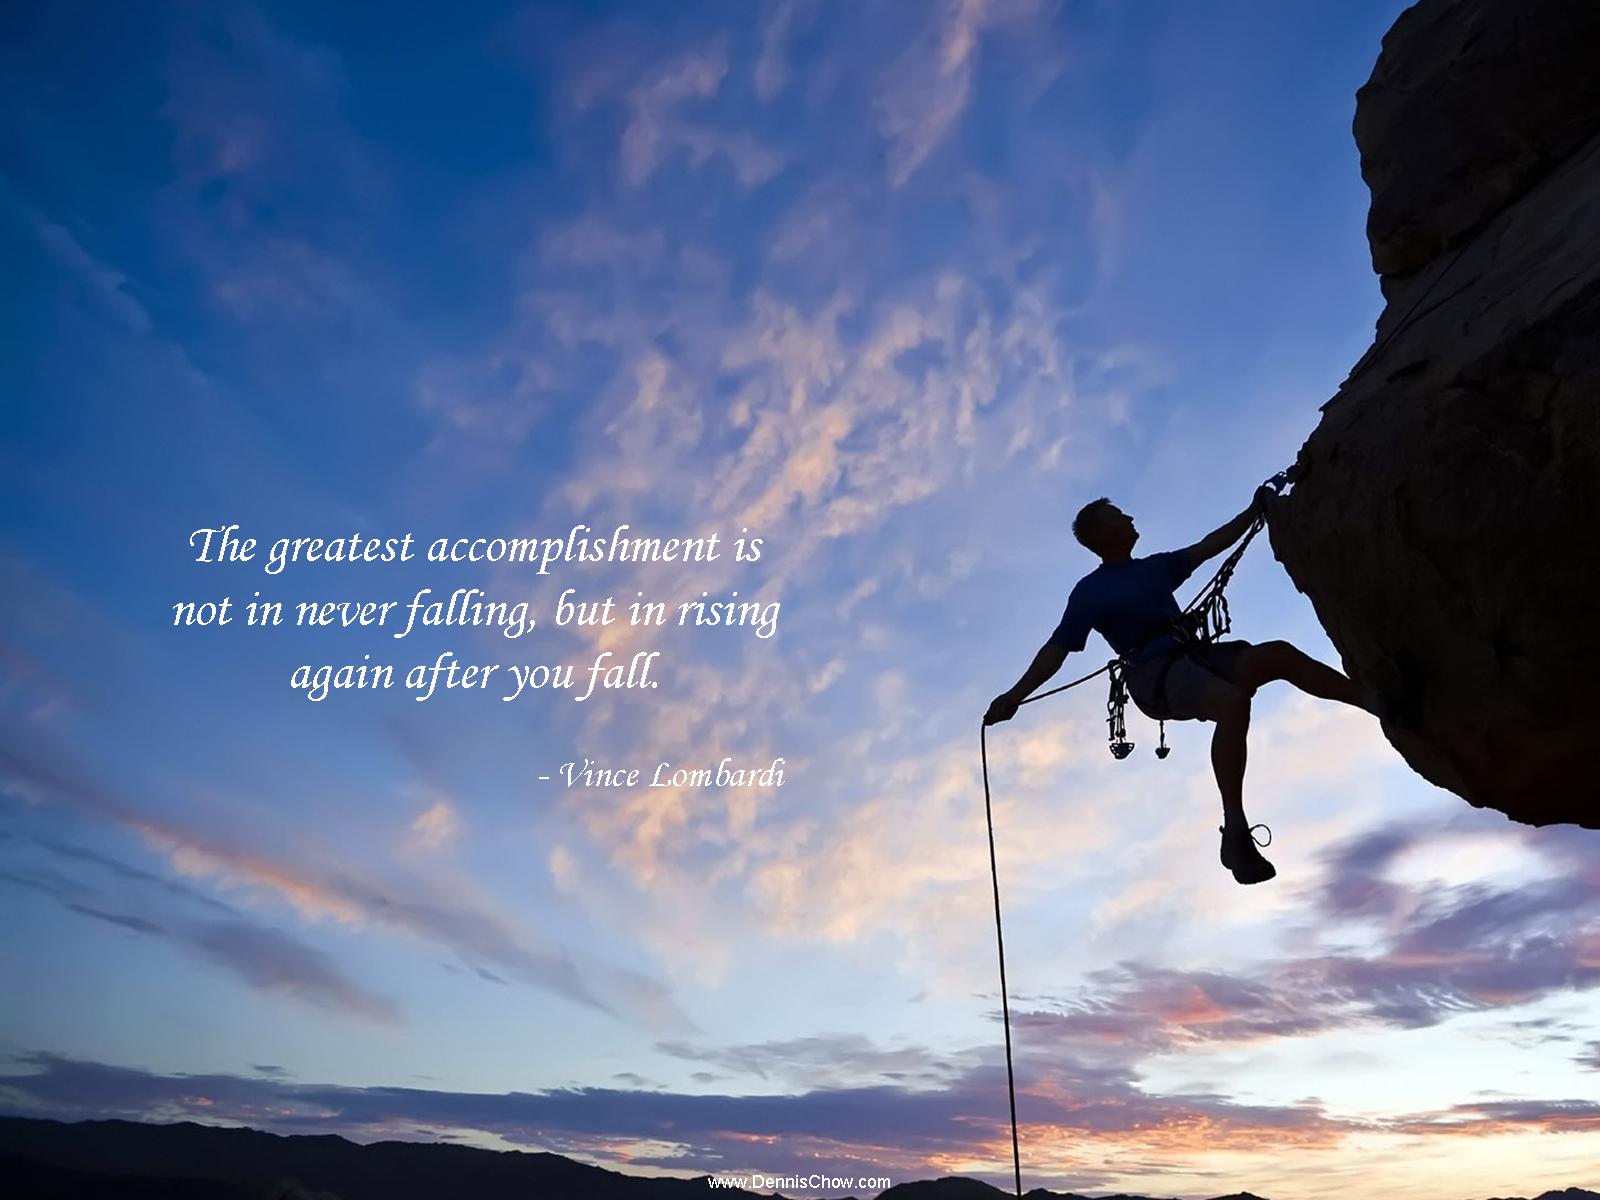 The greatest accomplishment is
not in never falling, but in rising
again after you fall.
- Vince Lombardi
www.DennisChow.com